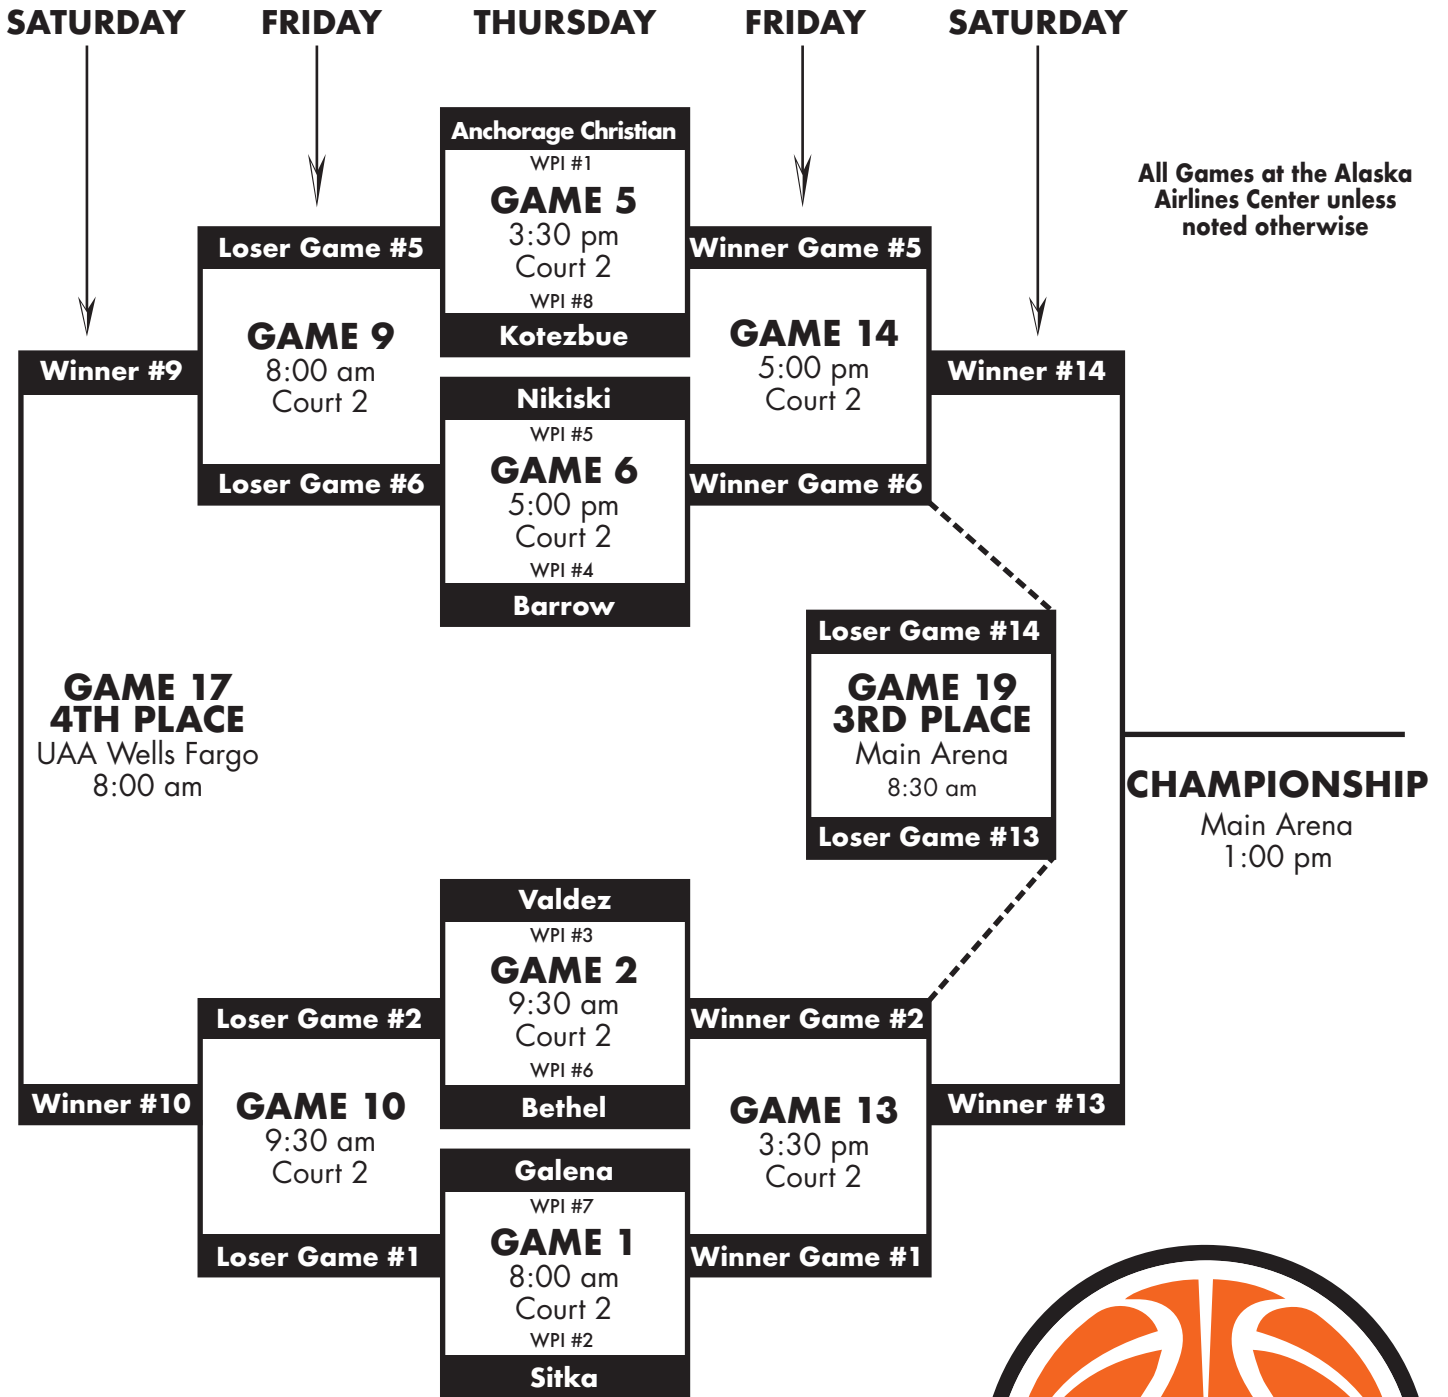 SATURDAY
FRIDAY
THURSDAY
FRIDAY
SATURDAY
All Games at the Alaska
Airlines Center unless
noted otherwise
Anchorage Christian
WPI #1
GAME 5
3:30 pm
Court 2
WPI #8
Kotezbue
Loser Game #5
GAME 9
8:00 am
Court 2
Loser Game #6
Winner Game #5
GAME 14
5:00 pm
Court 2
Winner Game #6
Winner #9
Winner #14
Nikiski
WPI #5
GAME 6
5:00 pm
Court 2
WPI #4
Barrow
GAME 17
4TH PLACE
UAA Wells Fargo
8:00 am
Loser Game #14
GAME 19
3RD PLACE
Main Arena
8:30 am
Loser Game #13
CHAMPIONSHIP
Main Arena
1:00 pm
Valdez
WPI #3
GAME 2
9:30 am
Court 2
WPI #6
Bethel
Loser Game #2
GAME 10
9:30 am
Court 2
Loser Game #1
Winner Game #2
GAME 13
3:30 pm
Court 2
Winner Game #1
Winner #10
Winner #13
Galena
WPI #7
GAME 1
8:00 am
Court 2
WPI #2
Sitka